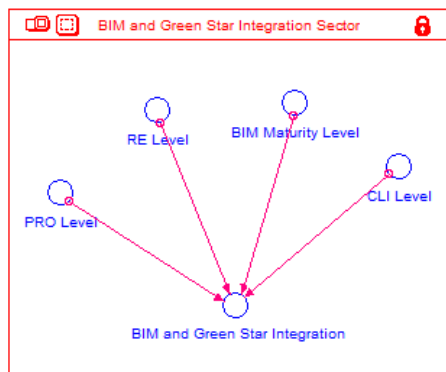 BIM and Green Star Integration Sector
RE Level
BIM Maturity Level
CLI Level
PRO Level
BIM and Green Star Integration